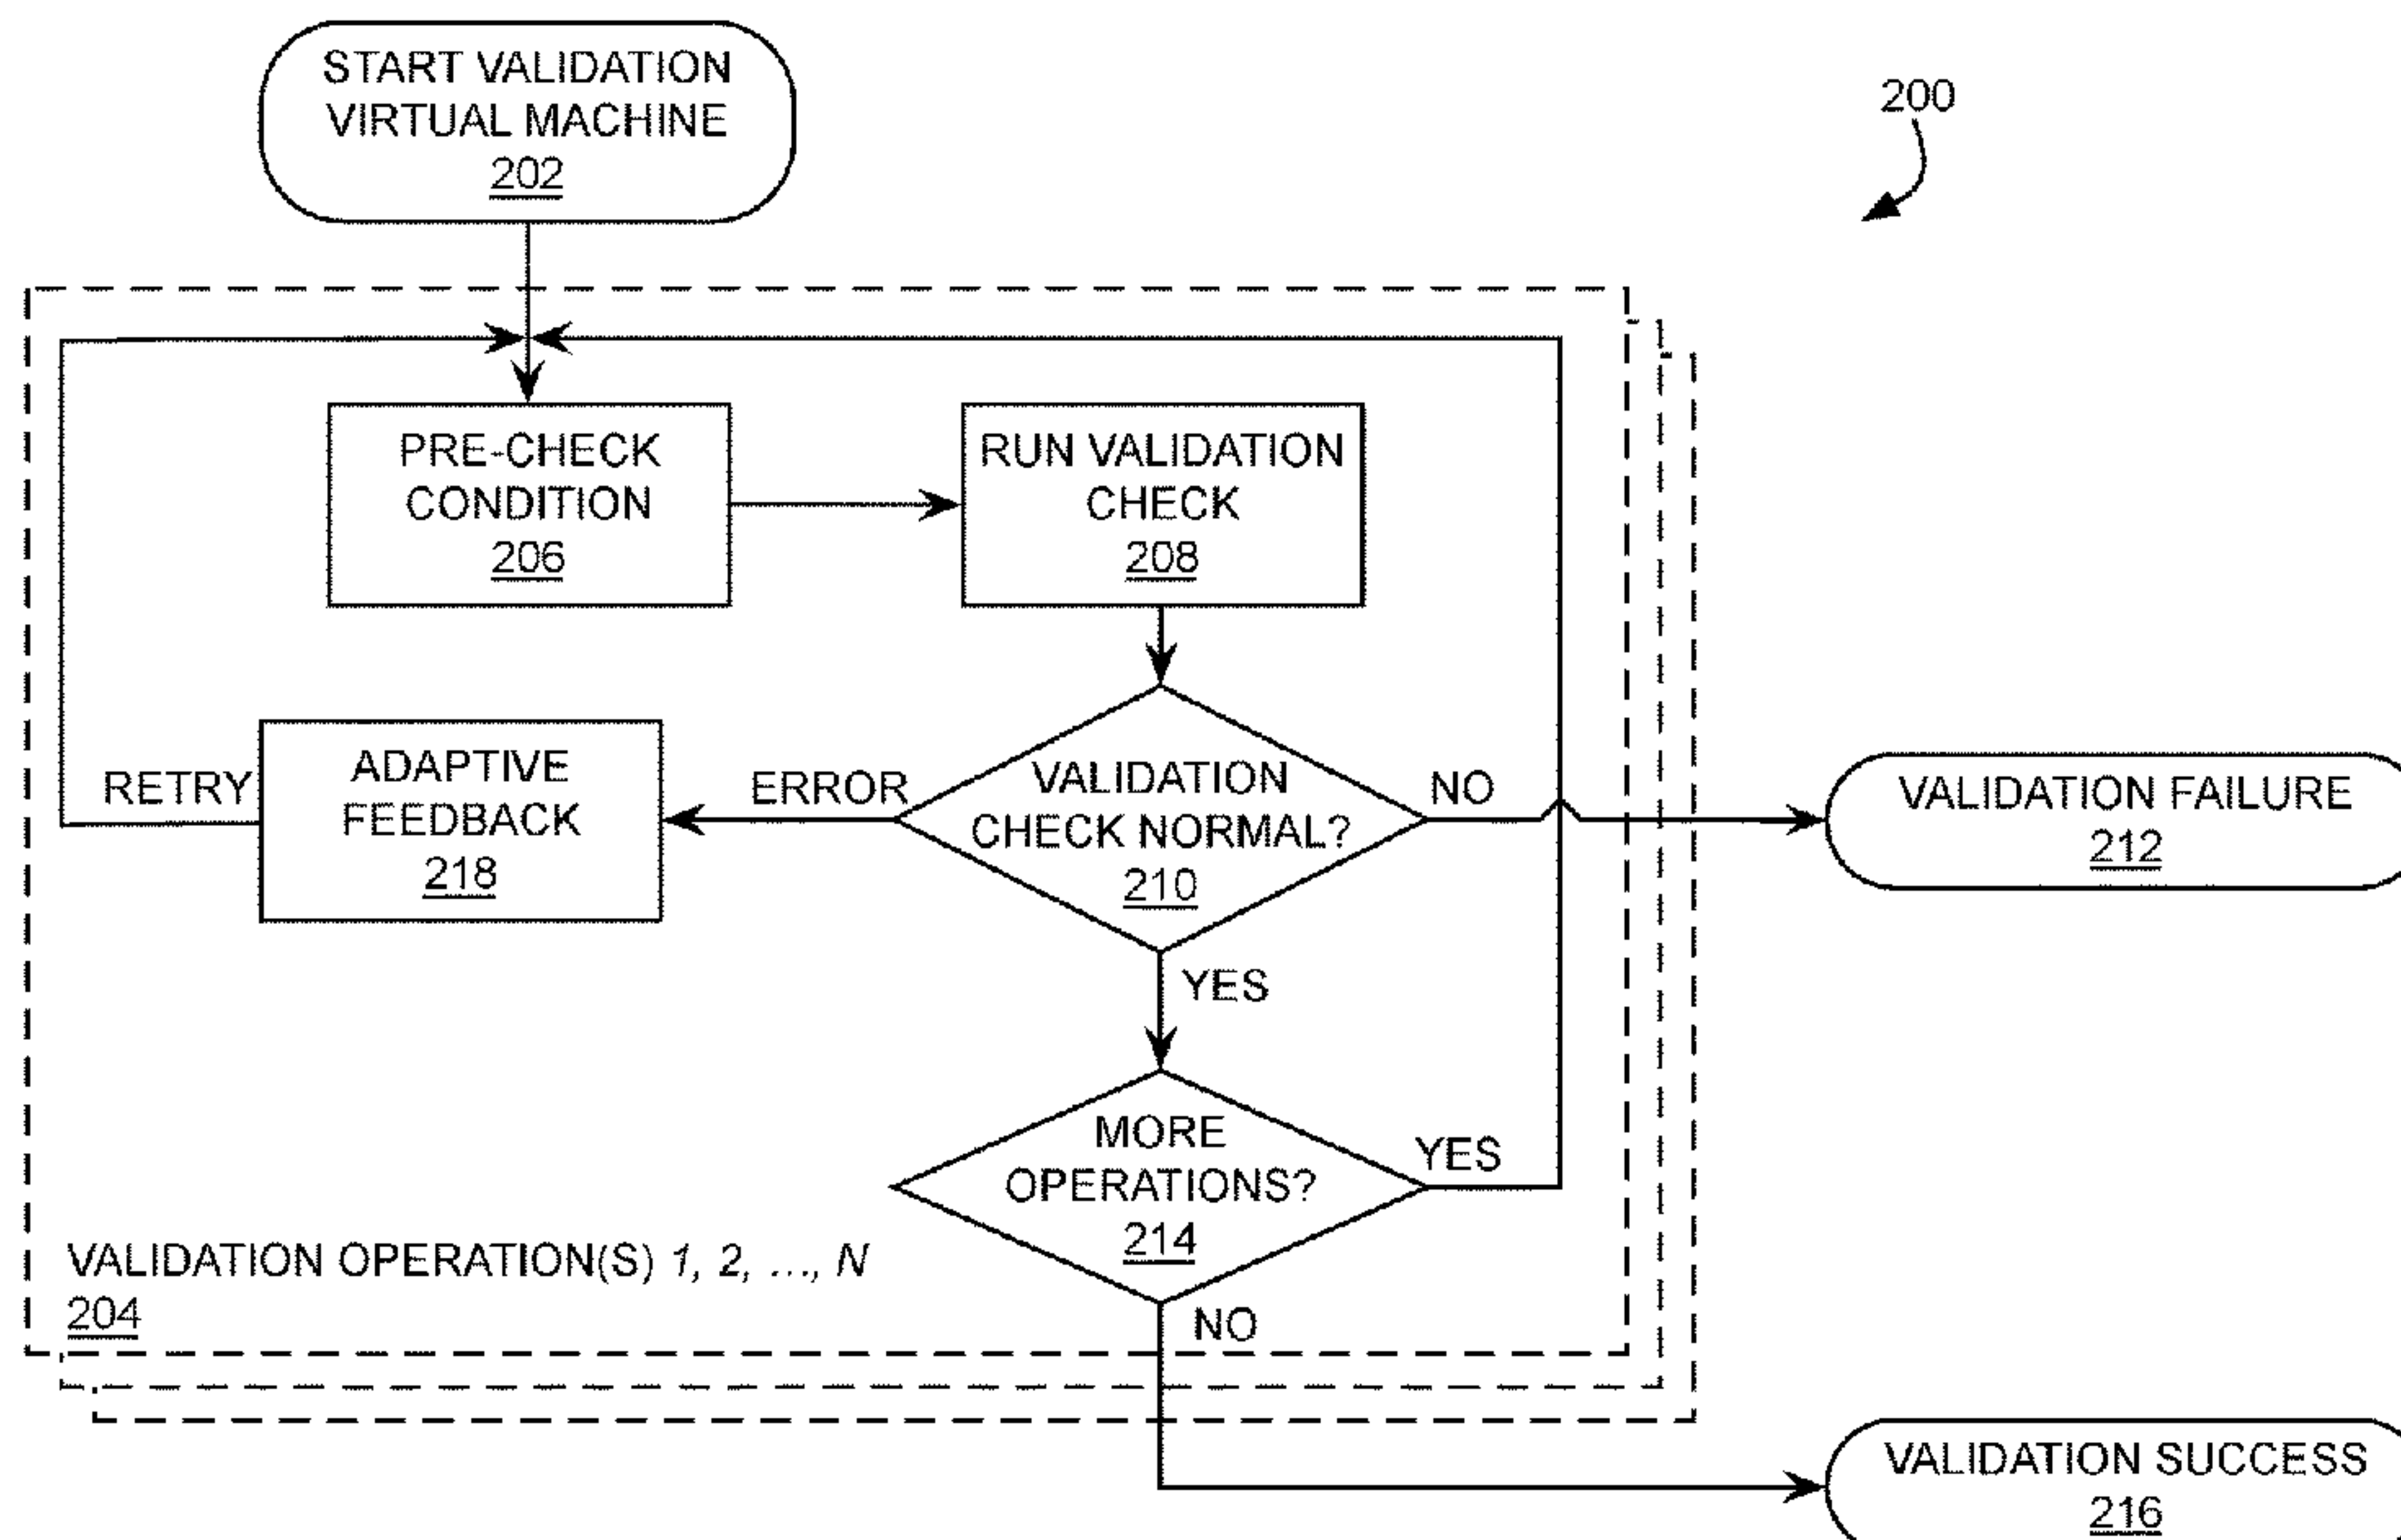 START VALIDATION
VIRTUAL MACHINE
202
200
PRE-CHECK
CONDITION
206
RUN VALIDATION
CHECK
208
RETRY
ADAPTIVE
FEEDBACK
218
ERROR
VALIDATION
CHECK NORMAL?
210
NO
VALIDATION FAILURE
212
YES
MORE
OPERATIONS?
214
YES
VALIDATION OPERATION(S) 1, 2, ..., N
204
NO
VALIDATION SUCCESS
216